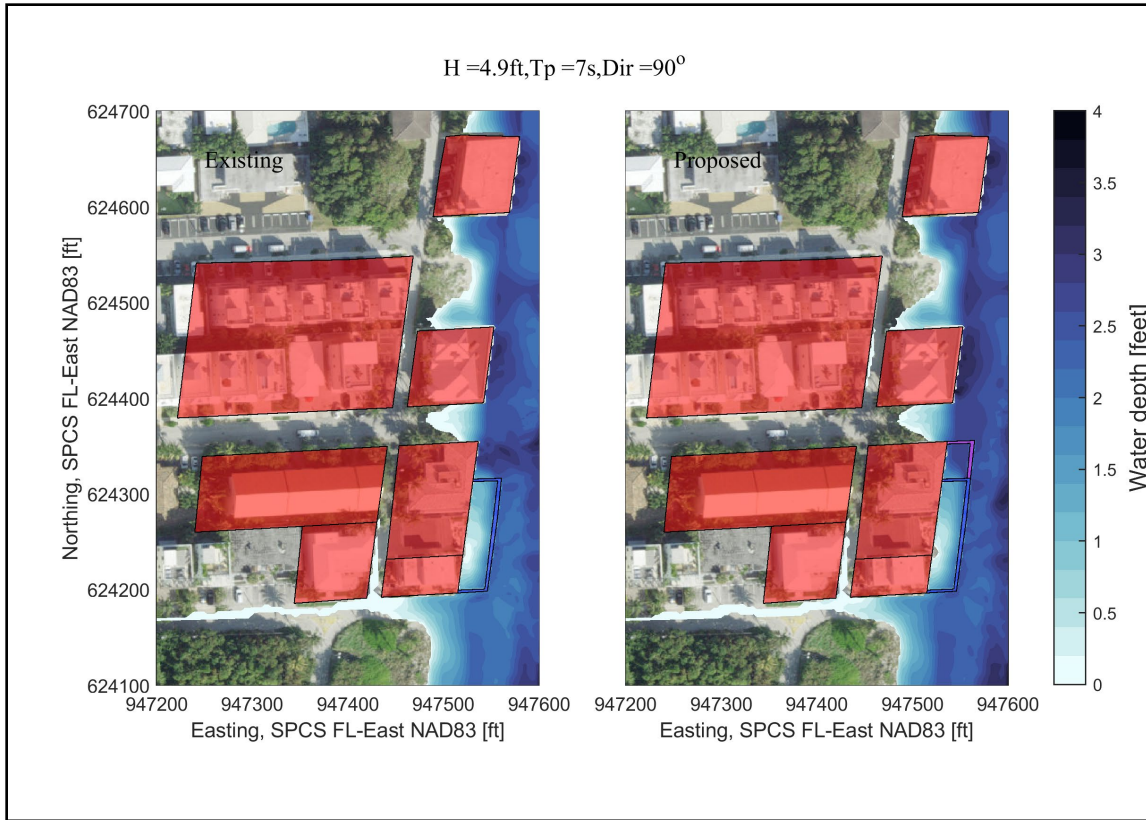 H =4.9ft,Tp =7s,Dir =90°
Existing
Proposed
624700
624600
624500
624400
624300
624200
624100
Northing, SPCS FL-East NAD83 [ft]
947200 947300 947400 947500 947600
Easting, SPCS FL-East NAD83 [ft]
947200 947300 947400 947500 947600
Easting, SPCS FL-East NAD83 [ft]
4
3.5
3
2.5
2
1.5
1
0.5
0
Water depth [feet]